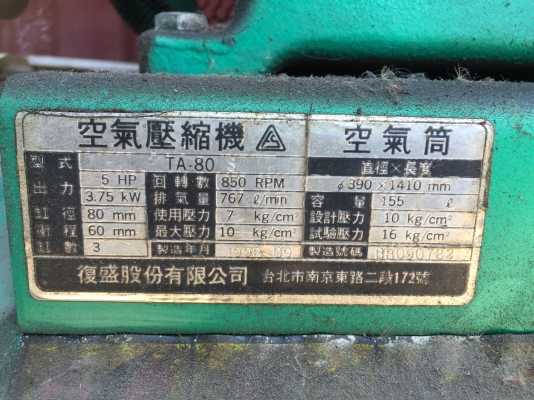 空氣壓縮機 空氣筒
型式 TA-80 直徑×長度
出力 5 HP 回轉數 850 RPM ϕ390×1410 mm
3.75 kW 排氣量 767 ℓ/min 容量 155 ℓ
缸徑 80 mm 使用壓力 7 kg/cm² 設計壓力 10 kg/cm²
衝程 60 mm 最大壓力 10 kg/cm² 試驗壓力 16 kg/cm²
缸數 3 製造年月 1998 09 製造號碼
復盛股份有限公司 台北市南京東路二段172號